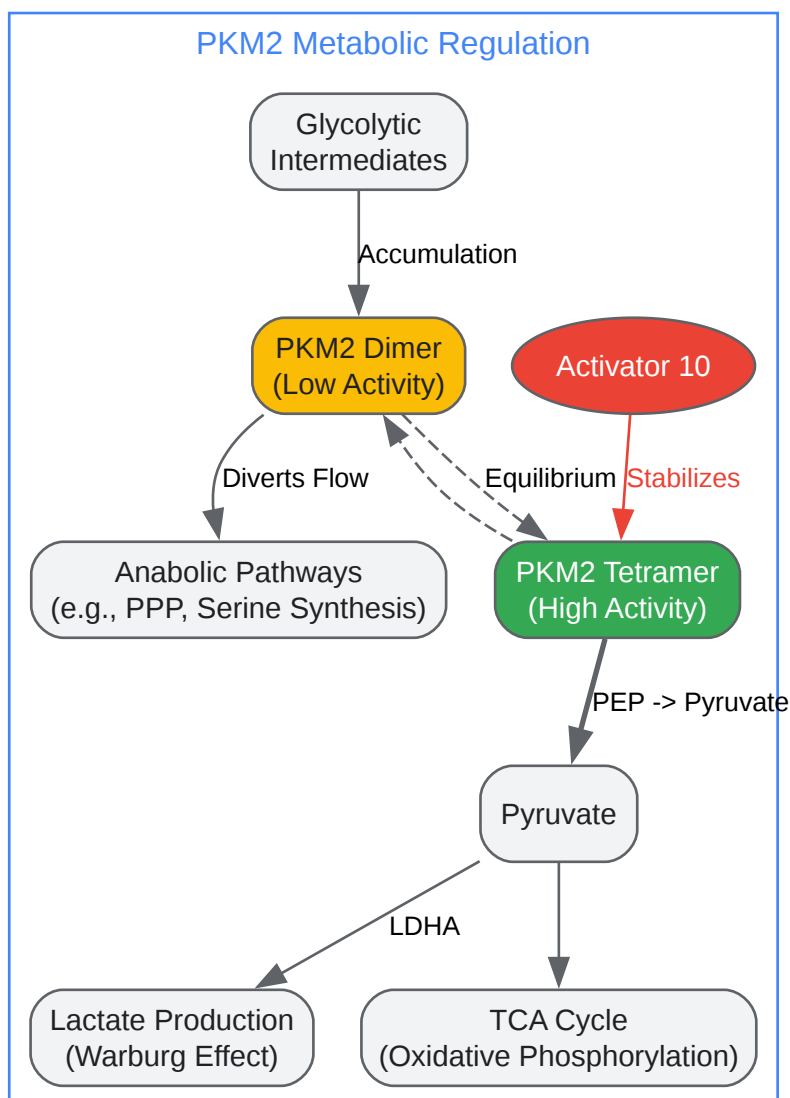 PKM2 Metabolic Regulation
Glycolytic
Intermediates
Accumulation
PKM2 Dimer
(Low Activity)
Activator 10
Diverts Flow
Equilibrium
Stabilizes
Anabolic Pathways
(e.g., PPP, Serine Synthesis)
PKM2 Tetramer
(High Activity)
PEP -> Pyruvate
Pyruvate
LDHA
Lactate Production
(Warburg Effect)
TCA Cycle
(Oxidative Phosphorylation)